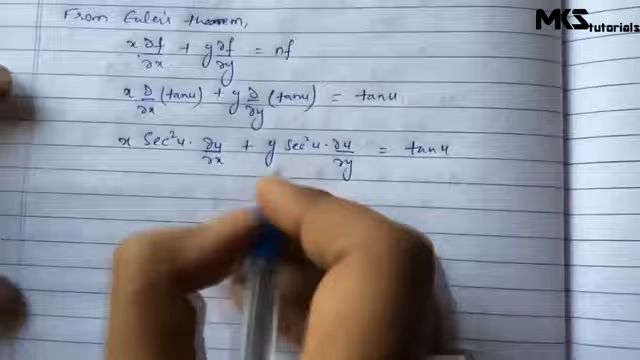 MKS tutorials
From Euler's theorem,
x ∂f/∂x + y ∂f/∂y = nf
x ∂/∂x (tanu) + y ∂/∂y (tanu) = tanu
x sec²u · ∂u/∂x + y sec²u · ∂u/∂y = tanu